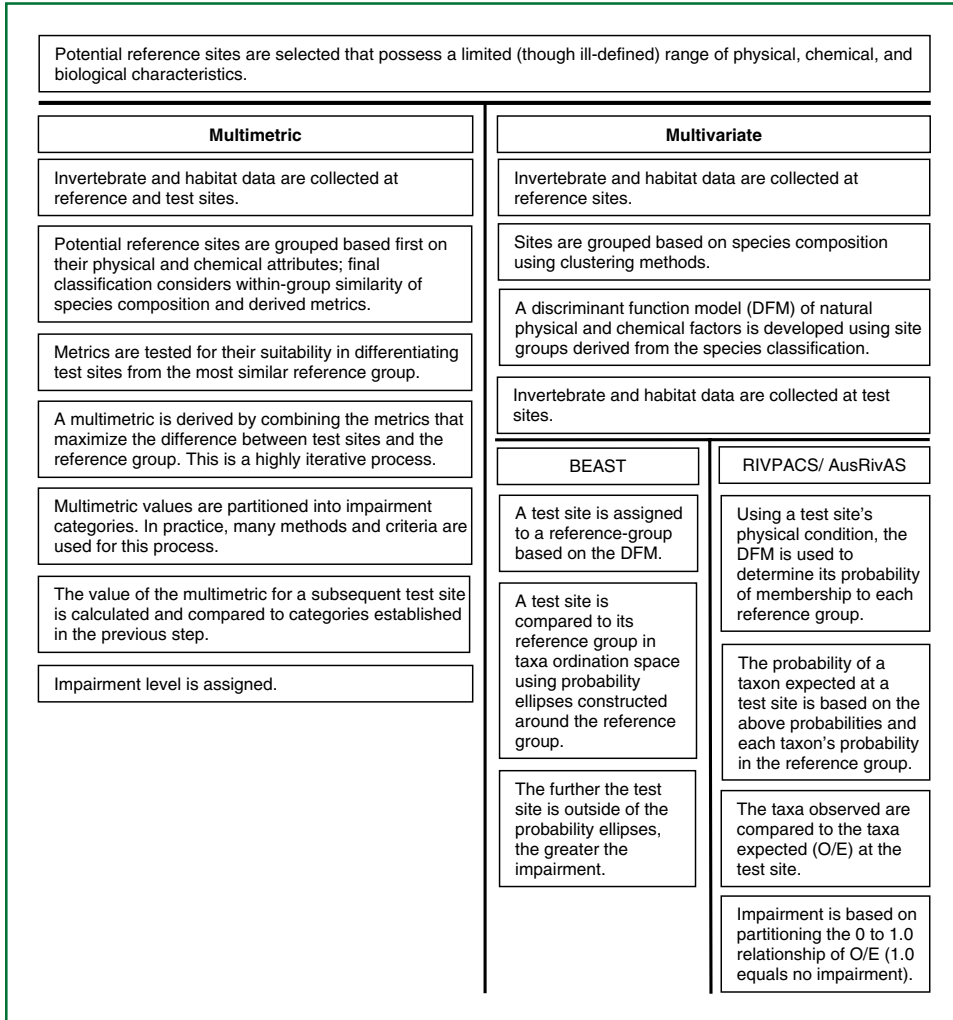 Potential reference sites are selected that possess a limited (though ill-defined) range of physical, chemical, and
biological characteristics.
Multimetric
Invertebrate and habitat data are collected at
reference and test sites.
Potential reference sites are grouped based first on
their physical and chemical attributes; final
classification considers within-group similarity of
species composition and derived metrics.
Metrics are tested for their suitability in differentiating
test sites from the most similar reference group.
A multimetric is derived by combining the metrics that
maximize the difference between test sites and the
reference group. This is a highly iterative process.
Multimetric values are partitioned into impairment
categories. In practice, many methods and criteria are
used for this process.
The value of the multimetric for a subsequent test site
is calculated and compared to categories established
in the previous step.
Impairment level is assigned.
Multivariate
Invertebrate and habitat data are collected at
reference sites.
Sites are grouped based on species composition
using clustering methods.
A discriminant function model (DFM) of natural
physical and chemical factors is developed using site
groups derived from the species classification.
Invertebrate and habitat data are collected at test
sites.
BEAST
A test site is assigned
to a reference-group
based on the DFM.
A test site is
compared to its
reference group in
taxa ordination space
using probability
ellipses constructed
around the reference
group.
The further the test
site is outside of the
probability ellipses,
the greater the
impairment.
RIVPACS/ AusRivAS
Using a test site's
physical condition, the
DFM is used to
determine its probability
of membership to each
reference group.
The probability of a
taxon expected at a
test site is based on the
above probabilities and
each taxon's probability
in the reference group.
The taxa observed are
compared to the taxa
expected (O/E) at the
test site.
Impairment is based on
partitioning the 0 to 1.0
relationship of O/E (1.0
equals no impairment).